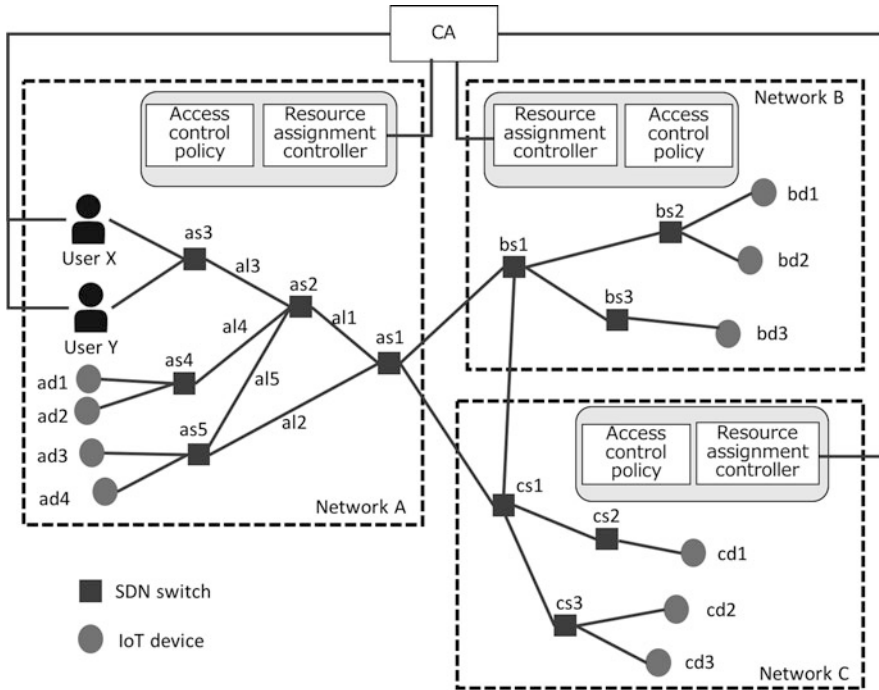 CA
Access
control
policy
Resource
assignment
controller
Resource
assignment
controller
Access
control
policy
Network B
User X
User Y
as3
al3
as2
al1
al4
as4
al5
as1
al2
as5
ad1
ad2
ad3
ad4
Network A
bs1
bs2
bd1
bd2
bs3
bd3
Access
control
policy
Resource
assignment
controller
cs1
cs2
cd1
cs3
cd2
cd3
Network C
SDN switch
IoT device